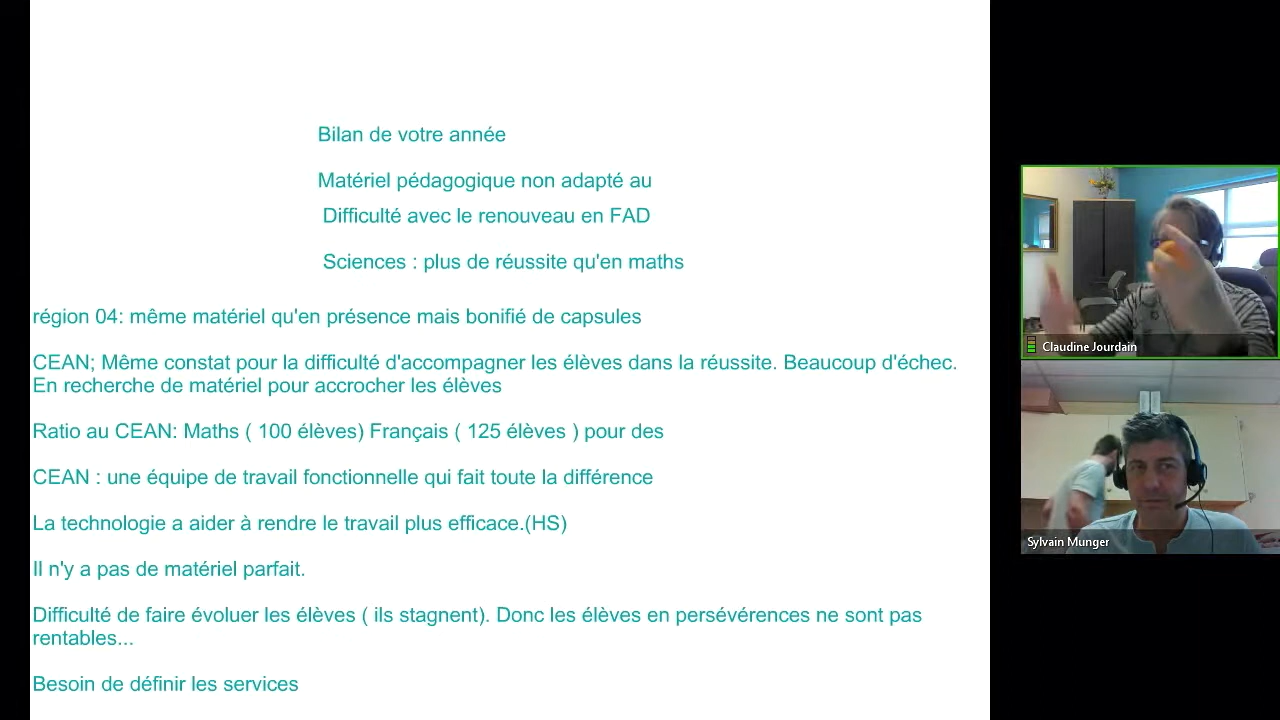 Bilan de votre année
Matériel pédagogique non adapté au
Difficulté avec le renouveau en FAD
Sciences : plus de réussite qu'en maths
région 04: même matériel qu'en présence mais bonifié de capsules
CEAN; Même constat pour la difficulté d'accompagner les élèves dans la réussite. Beaucoup d'échec.
En recherche de matériel pour accrocher les élèves
Ratio au CEAN: Maths ( 100 élèves) Français ( 125 élèves ) pour des
CEAN : une équipe de travail fonctionnelle qui fait toute la différence
La technologie a aider à rendre le travail plus efficace.(HS)
Il n'y a pas de matériel parfait.
Difficulté de faire évoluer les élèves ( ils stagnent). Donc les élèves en persévérences ne sont pas
rentables...
Besoin de définir les services
Claudine Jourdain
Sylvain Munger